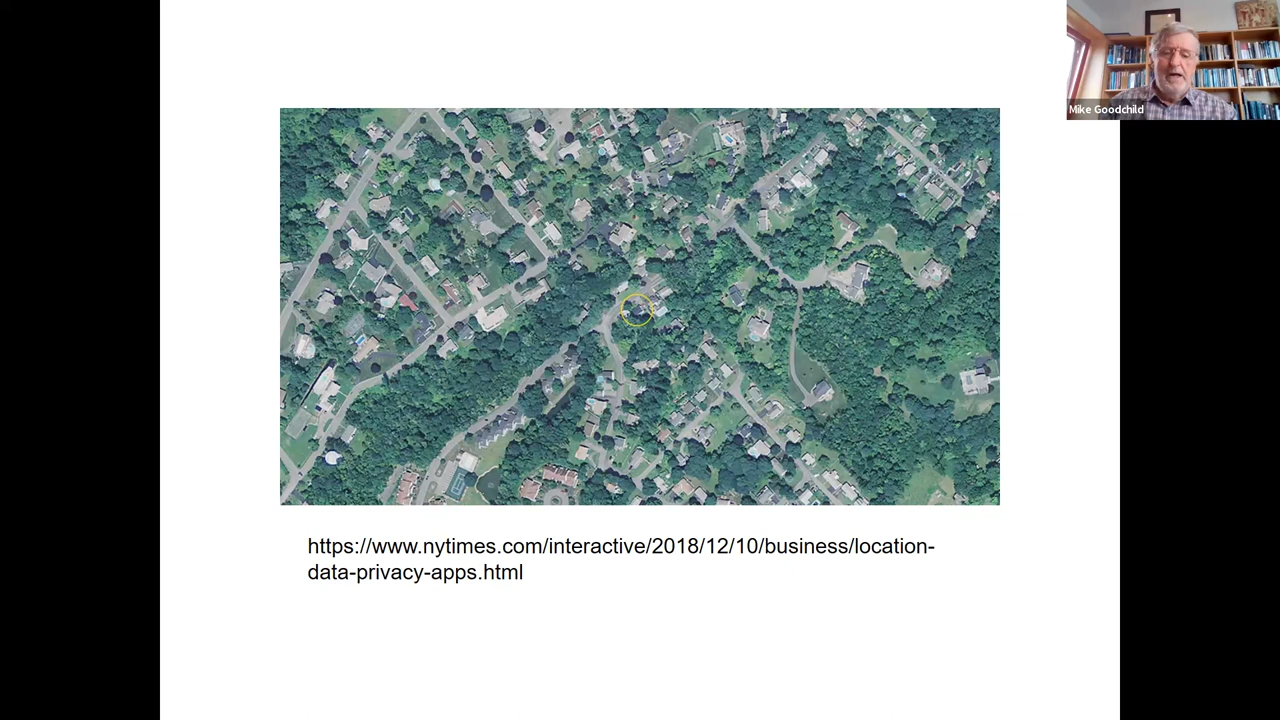 Mike Goodchild
https://www.nytimes.com/interactive/2018/12/10/business/location-
data-privacy-apps.html